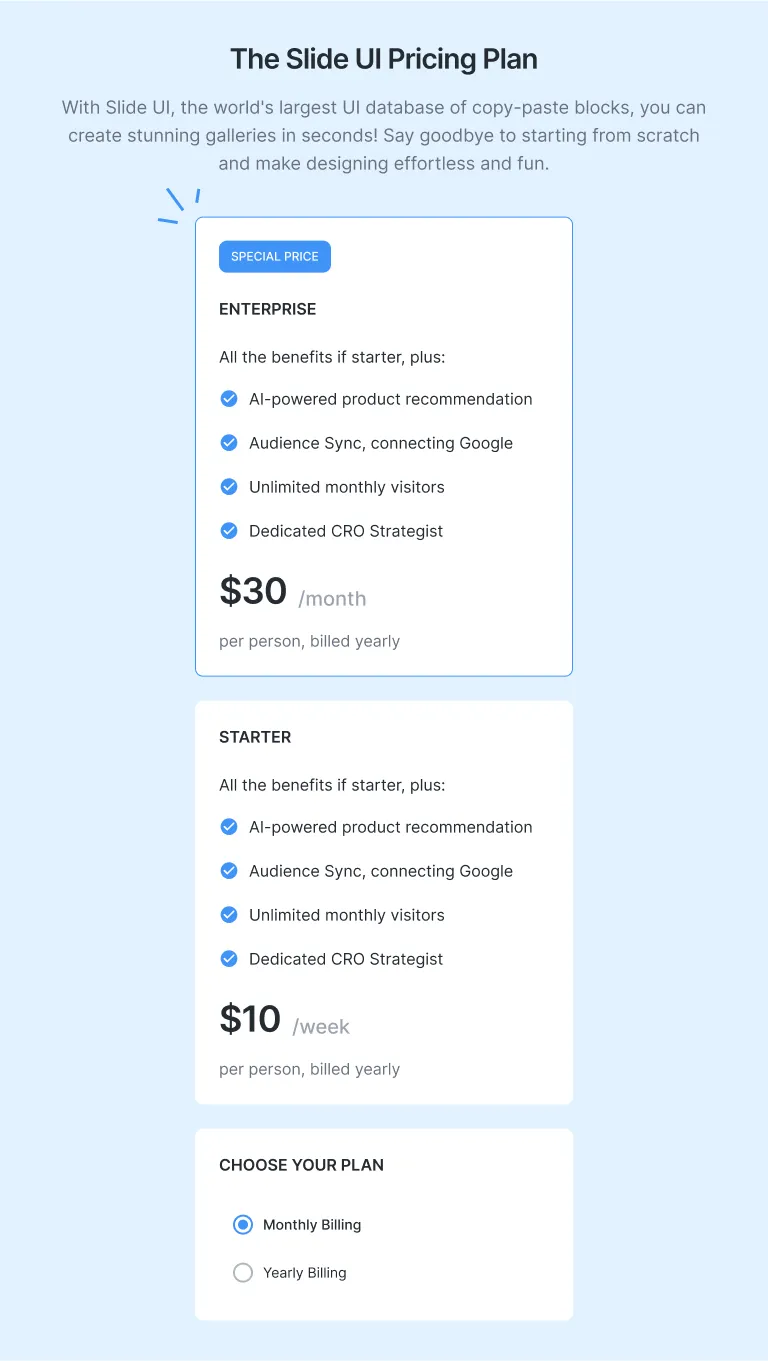 The Slide UI Pricing Plan
With Slide UI, the world's largest UI database of copy-paste blocks, you can
create stunning galleries in seconds! Say goodbye to starting from scratch
and make designing effortless and fun.
SPECIAL PRICE
ENTERPRISE
All the benefits if starter, plus:
AI-powered product recommendation
Audience Sync, connecting Google
Unlimited monthly visitors
Dedicated CRO Strategist
$30 /month
per person, billed yearly
STARTER
All the benefits if starter, plus:
AI-powered product recommendation
Audience Sync, connecting Google
Unlimited monthly visitors
Dedicated CRO Strategist
$10 /week
per person, billed yearly
CHOOSE YOUR PLAN
Monthly Billing
Yearly Billing